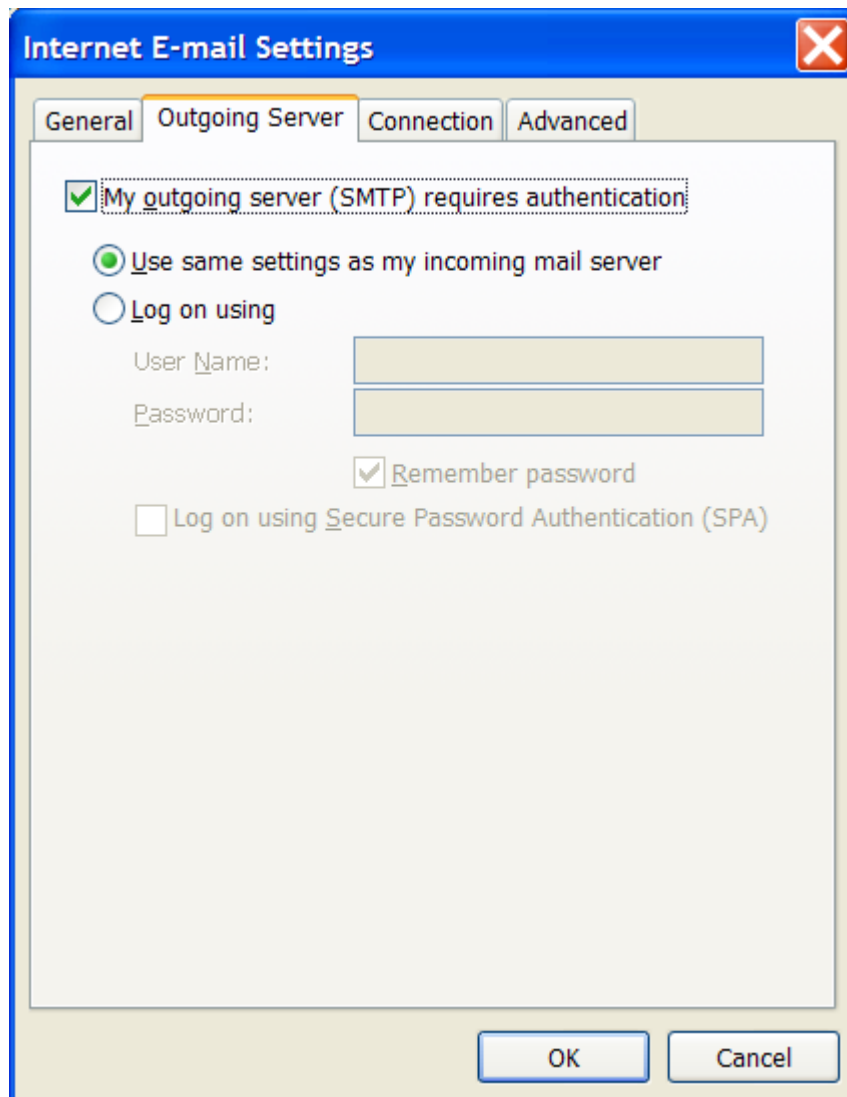 Internet E-mail Settings
General Outgoing Server Connection Advanced
My outgoing server (SMTP) requires authentication
Use same settings as my incoming mail server
Log on using
User Name:
Password:
Remember password
Log on using Secure Password Authentication (SPA)
OK Cancel